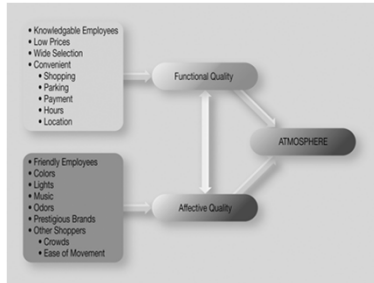 • Knowledgable Employees
• Low Prices
• Wide Selection
• Convenient
• Shopping
• Parking
• Payment
• Hours
• Location
Functional Quality
ATMOSPHERE
• Friendly Employees
• Colors
• Lights
• Music
• Odors
• Prestigious Brands
• Other Shoppers
• Crowds
• Ease of Movement
Affective Quality